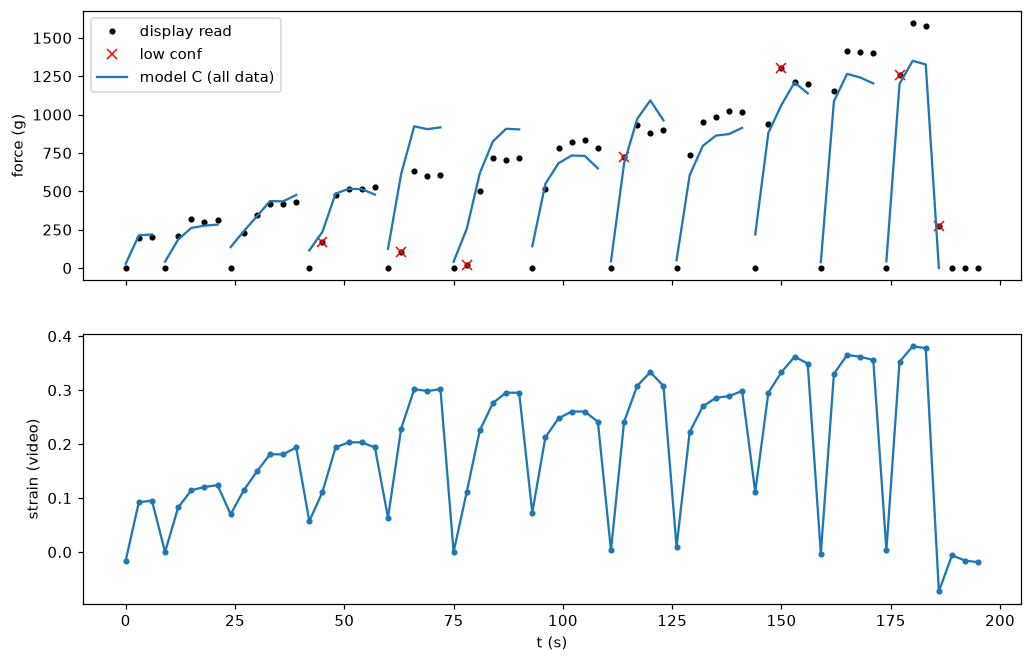 display read
low conf
model C (all data)
force (g)
1500
1250
1000
750
500
250
0
strain (video)
0.4
0.3
0.2
0.1
0.0
0 25 50 75 100 125 150 175 200
t (s)